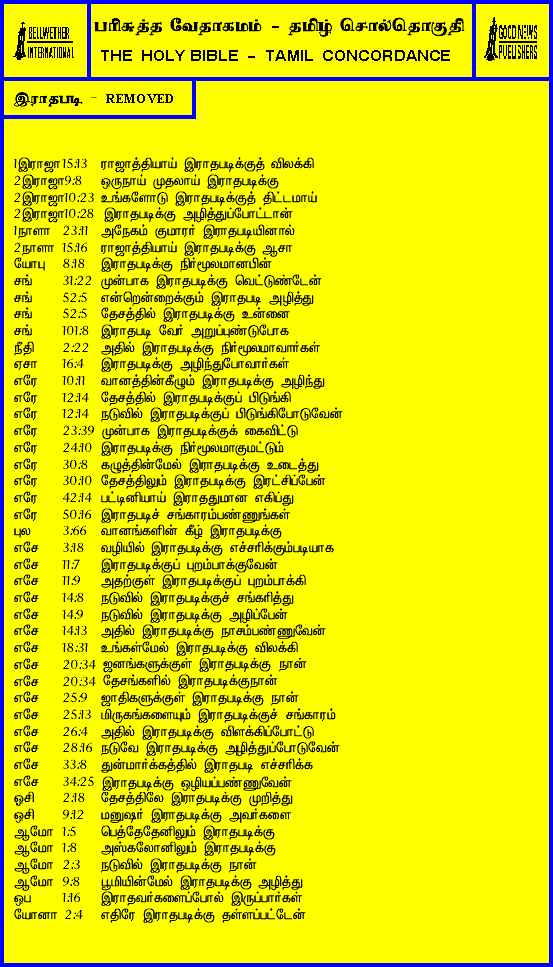 BELLWETHER
INTERNATIONAL
பரிசுத்த வேதாகமம் - தமிழ் சொல்தொகுதி
THE HOLY BIBLE - TAMIL CONCORDANCE
GOOD NEWS
PUBLISHERS
இராதபடி - REMOVED
1இராஜா 15:13 ராஜாத்தியாய் இராதபடிக்குத் விலக்கி
2இராஜா 9:8 ஒருநாய் முதலாய் இராதபடிக்கு
2இராஜா 10:23 உங்களோடு இராதபடிக்குத் திட்டமாய்
2இராஜா 10:28 இராதபடிக்கு அழித்துப்போட்டான்
1நாளா 23:11 அநேகம் குமாரர் இராதபடியினால்
2நாளா 15:16 ராஜாத்தியாய் இராதபடிக்கு ஆசா
யோபு 8:18 இராதபடிக்கு நிர்மூலமானபின்
சங் 31:22 முன்பாக இராதபடிக்கு வெட்டுண்டேன்
சங் 52:5 என்றென்றைக்கும் இராதபடி அழித்து
சங் 52:5 தேசத்தில் இராதபடிக்கு உன்னை
சங் 101:8 இராதபடி வேர் அறுப்புண்டுபோக
நீதி 2:22 அதில் இராதபடிக்கு நிர்மூலமாவார்கள்
ஏசா 16:4 இராதபடிக்கு அழிந்துபோவார்கள்
எரே 10:11 வானத்தின்கீழும் இராதபடிக்கு அழிந்து
எரே 12:14 தேசத்தில் இராதபடிக்குப் பிடுங்கி
எரே 12:14 நடுவில் இராதபடிக்குப் பிடுங்கிபோடுவேன்
எரே 23:39 முன்பாக இராதபடிக்குக் கைவிட்டு
எரே 24:10 இராதபடிக்கு நிர்மூலமாகுமட்டும்
எரே 30:8 கழுத்தின்மேல் இராதபடிக்கு உடைத்து
எரே 30:10 தேசத்திலும் இராதபடிக்கு இரட்சிப்பேன்
எரே 42:14 பட்டினியாய் இராததுமான எகிப்து
எரே 50:16 இராதபடிச் சங்காரம்பண்ணுங்கள்
புல 3:66 வானங்களின் கீழ் இராதபடிக்கு
எசே 3:18 வழியில் இராதபடிக்கு எச்சரிக்கும்படியாக
எசே 11:7 இராதபடிக்குப் புறம்பாக்குவேன்
எசே 11:9 அதற்குள் இராதபடிக்குப் புறம்பாக்கி
எசே 14:8 நடுவில் இராதபடிக்குச் சங்கரித்து
எசே 14:9 நடுவில் இராதபடிக்கு அழிப்பேன்
எசே 14:13 அதில் இராதபடிக்கு நாசம்பண்ணுவேன்
எசே 18:31 உங்கள்மேல் இராதபடிக்கு விலக்கி
எசே 20:34 ஜனங்களுக்குள் இராதபடிக்கு நான்
எசே 20:34 தேசங்களில் இராதபடிக்குநான்
எசே 25:9 ஜாதிகளுக்குள் இராதபடிக்கு நான்
எசே 25:13 மிருகங்களையும் இராதபடிக்குச் சங்காரம்
எசே 26:4 அதில் இராதபடிக்கு விளக்கிப்போட்டு
எசே 28:16 நடுவே இராதபடிக்கு அழித்துப்போடுவேன்
எசே 33:8 துன்மார்க்கத்தில் இராதபடி எச்சரிக்க
எசே 34:25 இராதபடிக்கு ஒழியப்பண்ணுவேன்
ஓசி 2:18 தேசத்திலே இராதபடிக்கு முறித்து
ஒசி 9:12 மனுஷர் இராதபடிக்கு அவர்களை
ஆமோ 1:5 பெத்தேதேனிலும் இராதபடிக்கு
ஆமோ 1:8 அஸ்கலோனிலும் இராதபடிக்கு
ஆமோ 2:3 நடுவில் இராதபடிக்கு நான்
ஆமோ 9:8 பூமியின்மேல் இராதபடிக்கு அழித்து
ஒப 1:16 இராதவர்களைப்போல் இருப்பார்கள்
யோனா 2:4 எதிரே இராதபடிக்கு தள்ளப்பட்டேன்